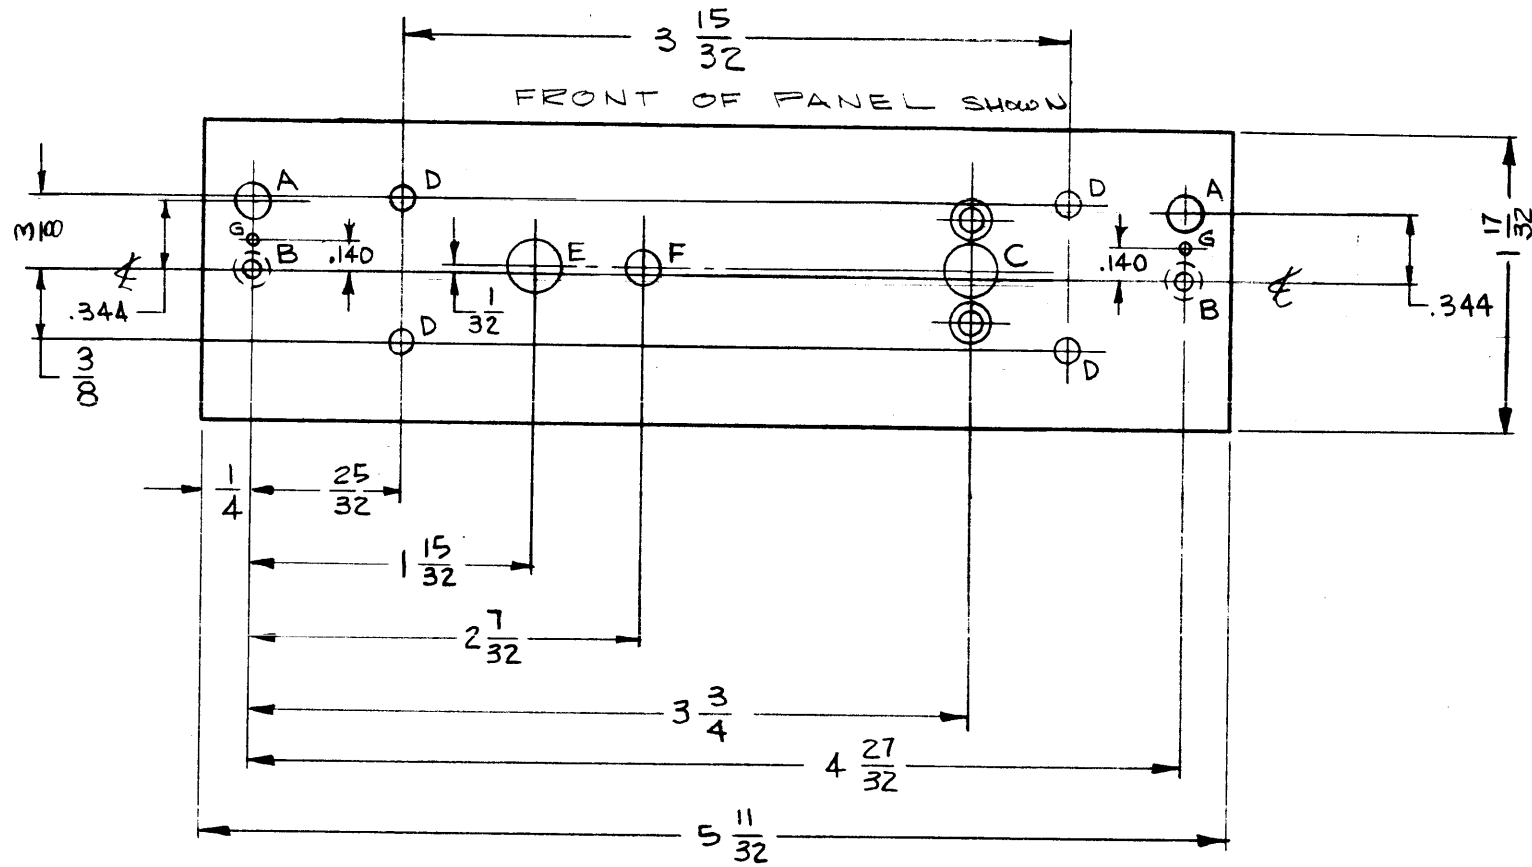 3 15/32
FRONT OF PANEL SHOWN
A D D A
3/8 G B .140 E F C .140 G B 1 17/32
℄ ℄
.344 1/32 .344
D D
3/8
1/4 25/32
1 15/32
2 7/32
3 3/4
4 27/32
5 11/32